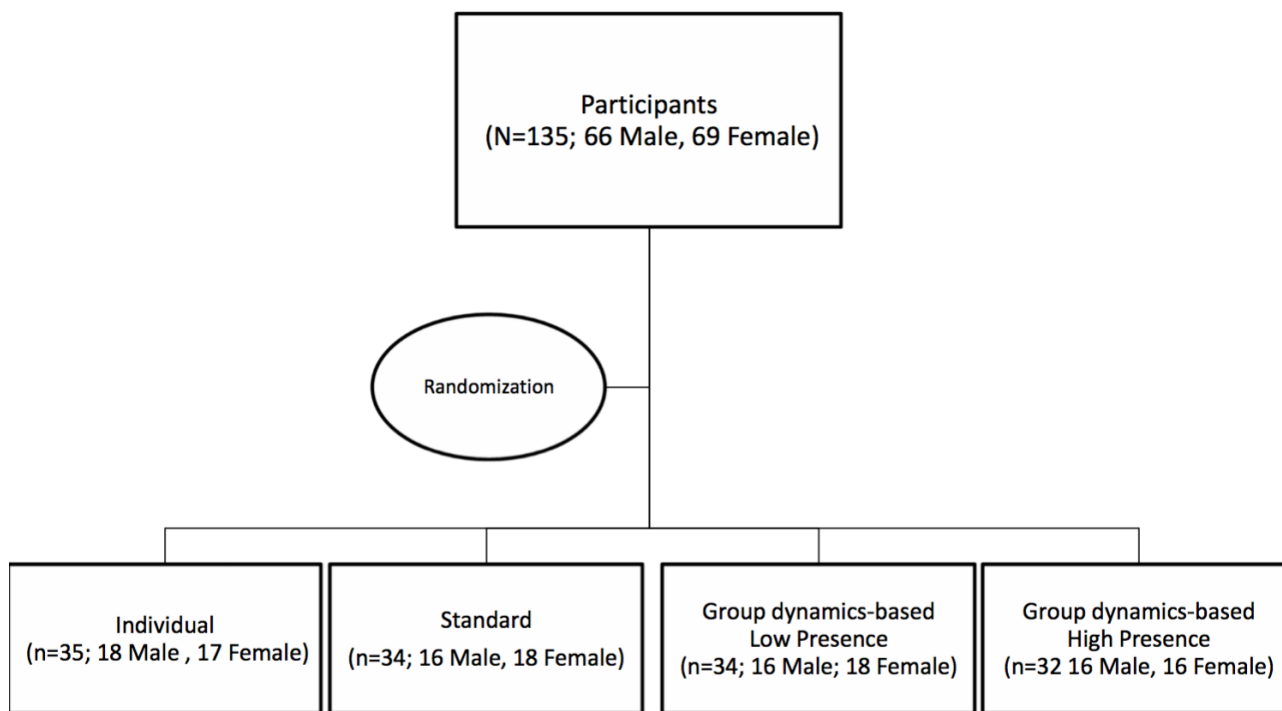 Participants
(N=135; 66 Male, 69 Female)
Randomization
Individual
(n=35; 18 Male , 17 Female)
Standard
(n=34; 16 Male, 18 Female)
Group dynamics-based
Low Presence
(n=34; 16 Male; 18 Female)
Group dynamics-based
High Presence
(n=32 16 Male, 16 Female)